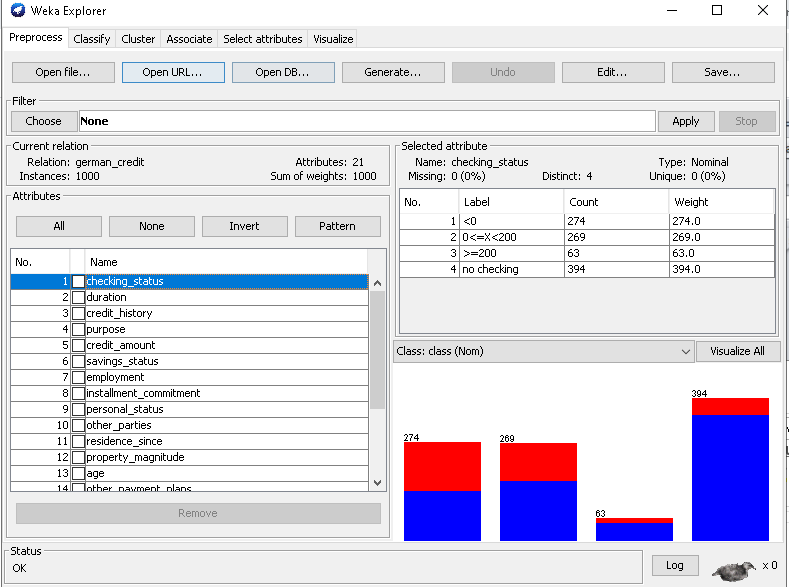 Weka Explorer
Preprocess Classify Cluster Associate Select attributes Visualize
Open file... Open URL... Open DB... Generate... Undo Edit... Save...
Filter
Choose None Apply Stop
Current relation
Relation: german_credit Attributes: 21
Instances: 1000 Sum of weights: 1000
Selected attribute
Name: checking_status Type: Nominal
Missing: 0 (0%) Distinct: 4 Unique: 0 (0%)
Attributes
All None Invert Pattern
No. Name
1 checking_status
2 duration
3 credit_history
4 purpose
5 credit_amount
6 savings_status
7 employment
8 installment_commitment
9 personal_status
10 other_parties
11 residence_since
12 property_magnitude
13 age
14 other_payment_plans
Remove
No. Label Count Weight
1 <0 274 274.0
2 0<=X<200 269 269.0
3 >=200 63 63.0
4 no checking 394 394.0
Class: class (Nom) Visualize All
274 269 63 394
Status
OK Log x 0